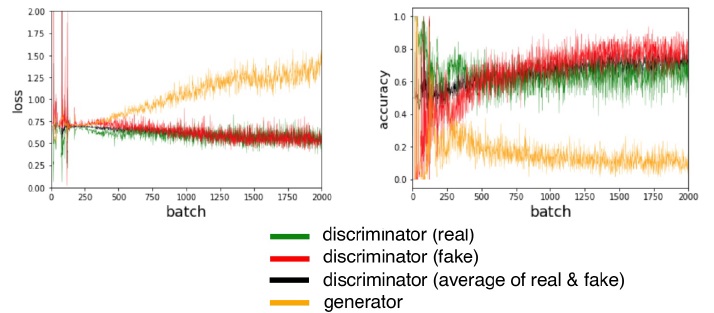 2.00
1.75
1.50
1.25
1.00
0.75
0.50
0.25
0.00
loss
0 250 500 750 1000 1250 1500 1750 2000
batch
1.0
0.8
0.6
0.4
0.2
0.0
accuracy
0 250 500 750 1000 1250 1500 1750 2000
batch
discriminator (real)
discriminator (fake)
discriminator (average of real & fake)
generator